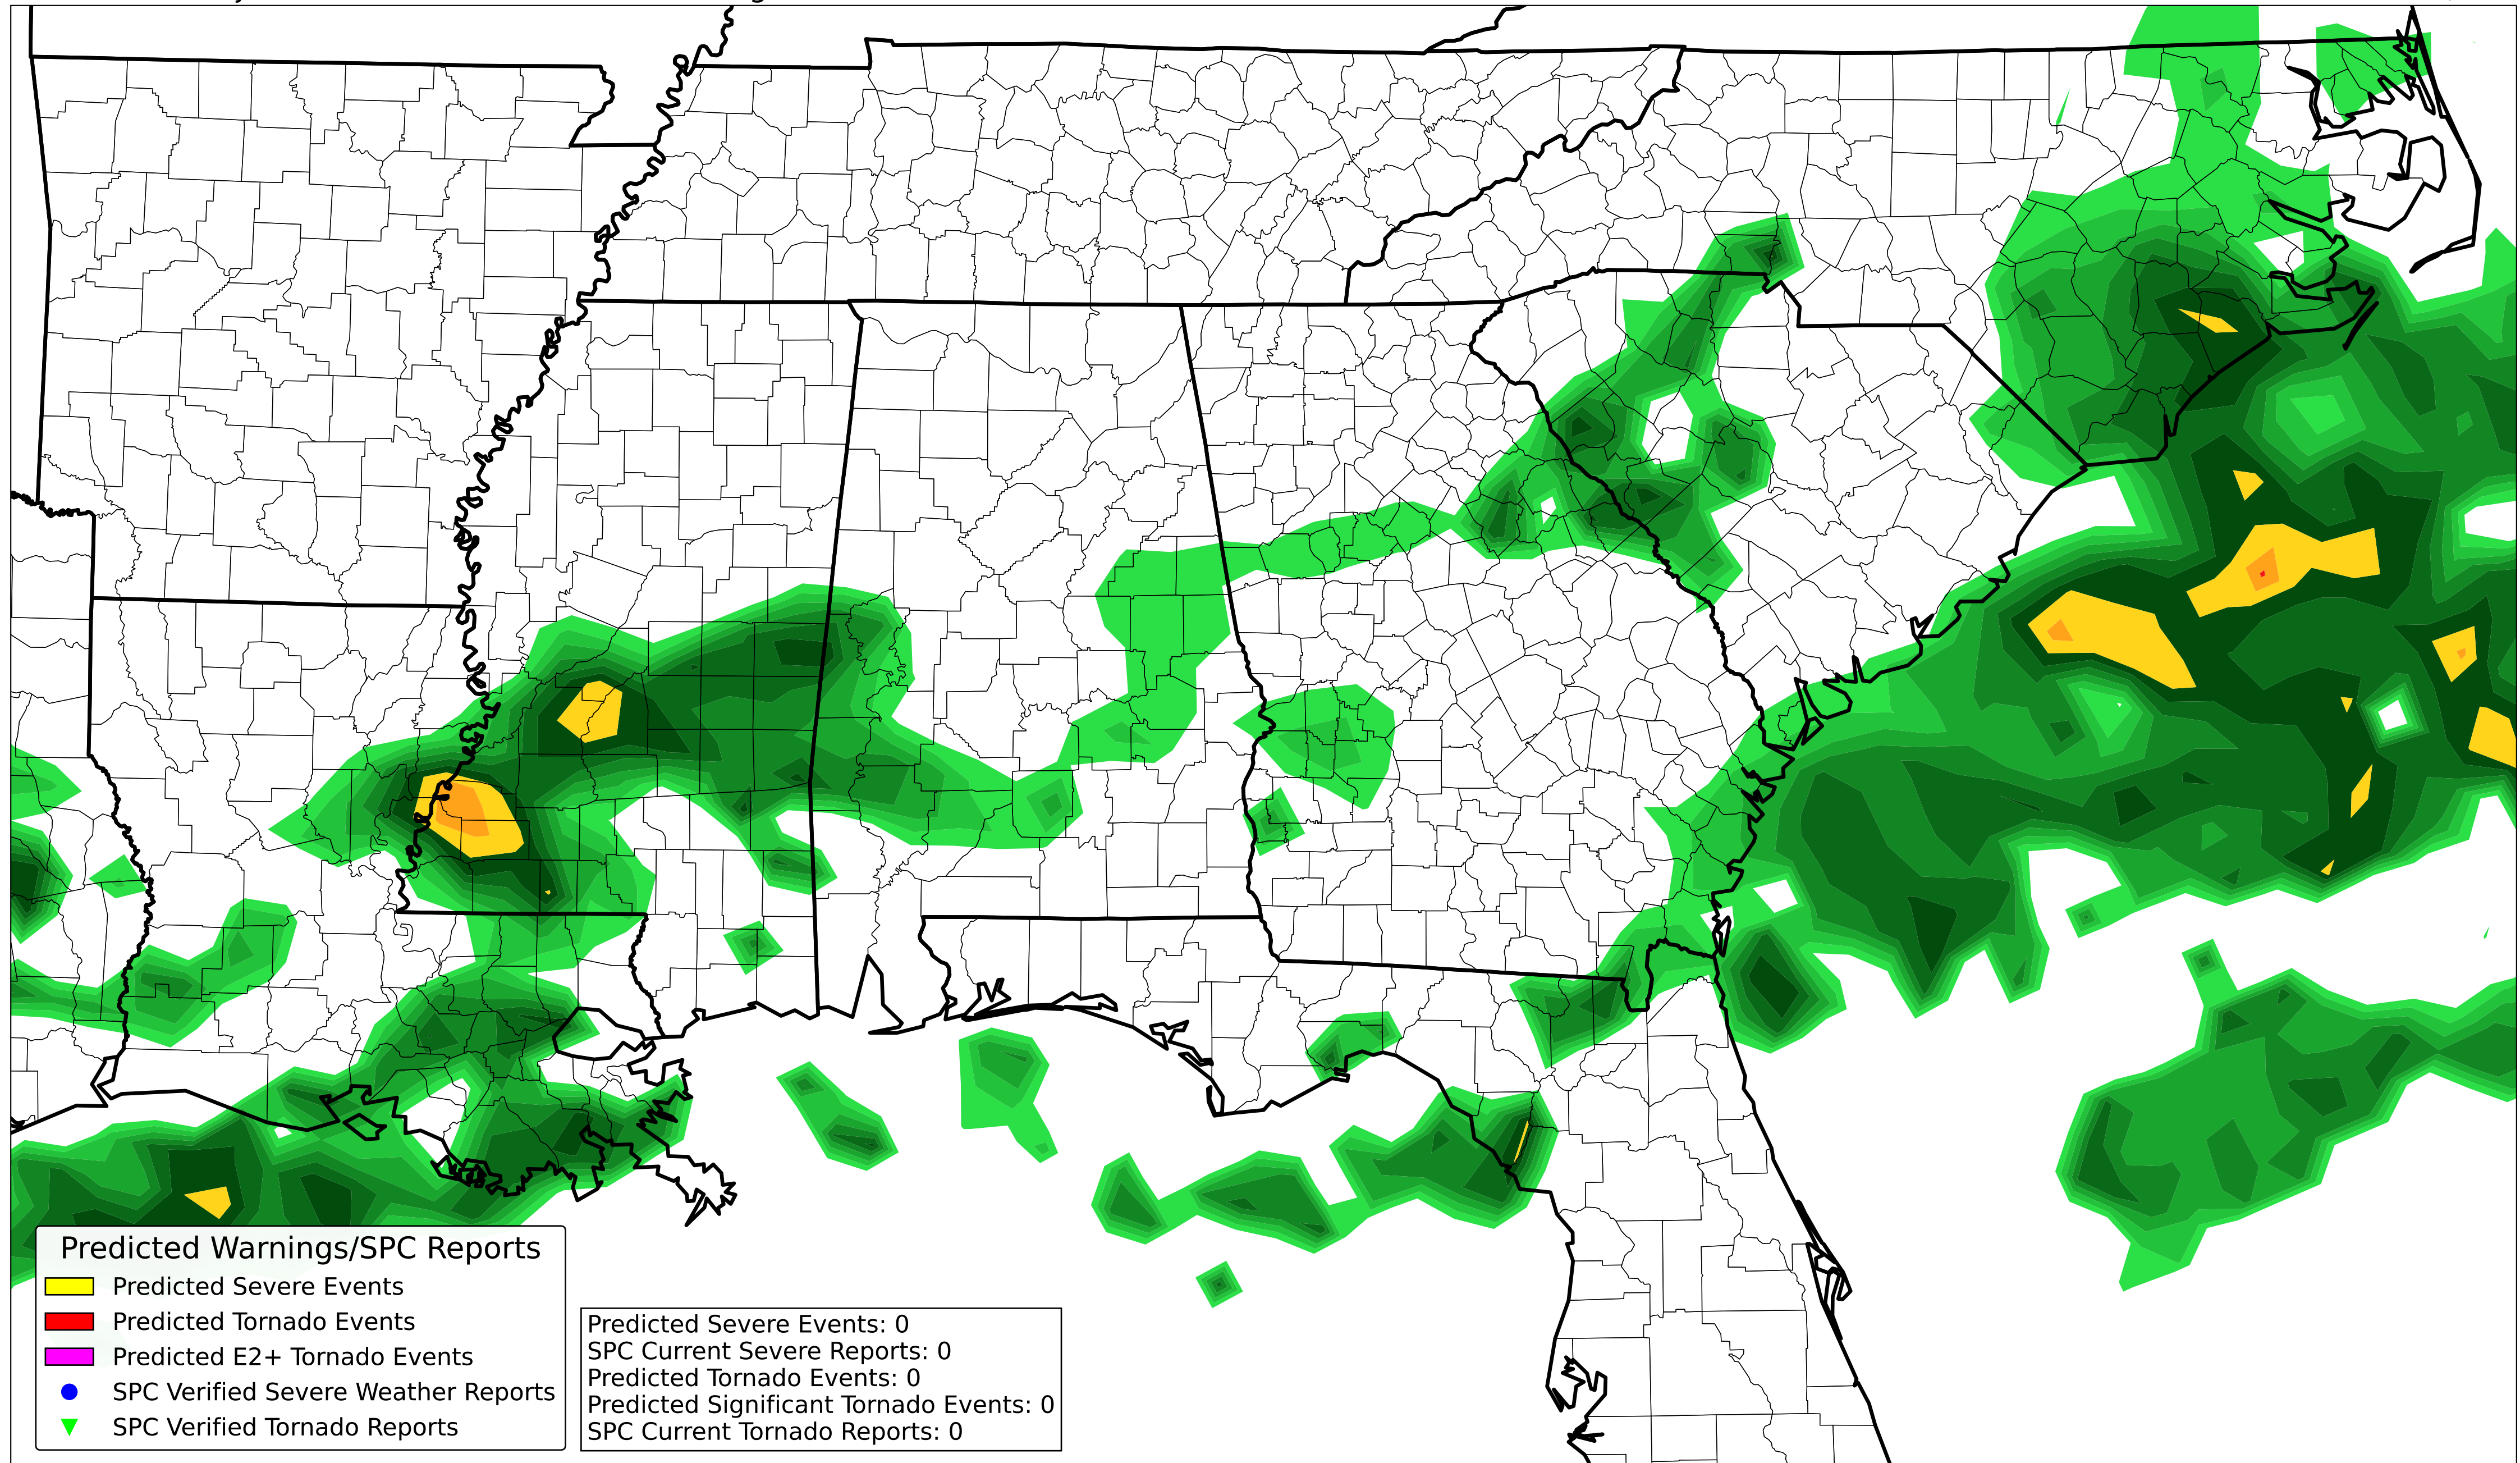 Predicted Warnings/SPC Reports
Predicted Severe Events
Predicted Tornado Events
Predicted E2+ Tornado Events
SPC Verified Severe Weather Reports
SPC Verified Tornado Reports
Predicted Severe Events: 0
SPC Current Severe Reports: 0
Predicted Tornado Events: 0
Predicted Significant Tornado Events: 0
SPC Current Tornado Reports: 0